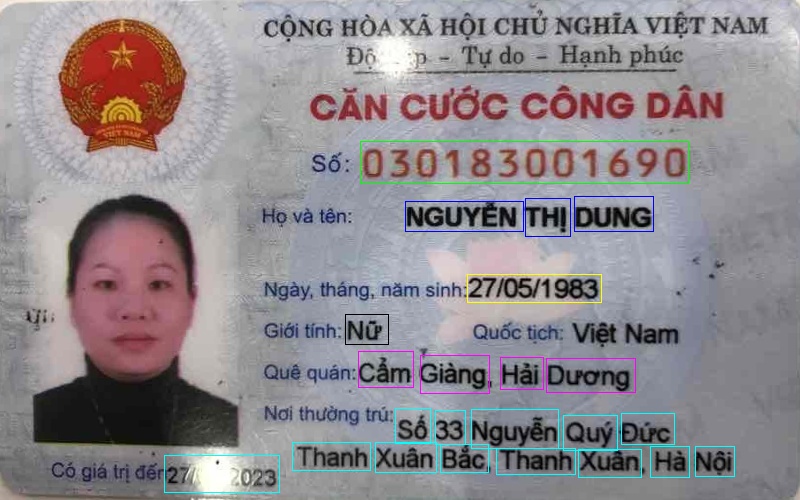 CỘNG HÒA XÃ HỘI CHỦ NGHĨA VIỆT NAM
– Tự do – Hạnh phúc
CĂN CƯỚC CÔNG DÂN
VIỆT NAM
Số: 030183001690
Họ và tên: NGUYỄN THỊ DUNG
Ngày, tháng, năm sinh: 27/05/1983
Giới tính: Nữ Quốc tịch: Việt Nam
Quê quán: Cẩm Giàng, Hải Dương
Nơi thường trú: Số 33 Nguyễn Quý Đức
Thanh Xuân Bắc, Thanh Xuân, Hà Nội
Có giá trị đến 27/ 2023